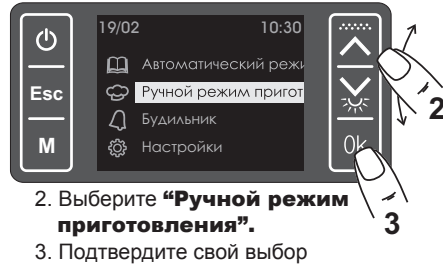 19/02 10:30
Автоматический режи
Esc
Ручной режим пригот
2
Будильник
M
Настройки
Ok
2. Выберите “Ручной режим
приготовления”.
3
3. Подтвердите свой выбор